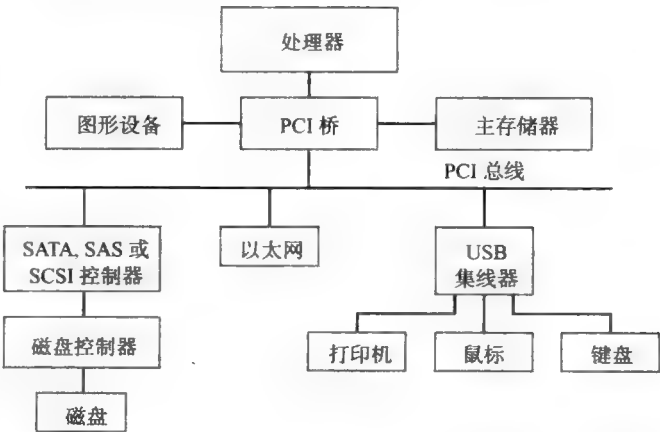 处理器
图形设备
PCI 桥
主存储器
PCI 总线
SATA, SAS 或
SCSI 控制器
以太网
USB
集线器
磁盘控制器
打印机
鼠标
键盘
磁盘